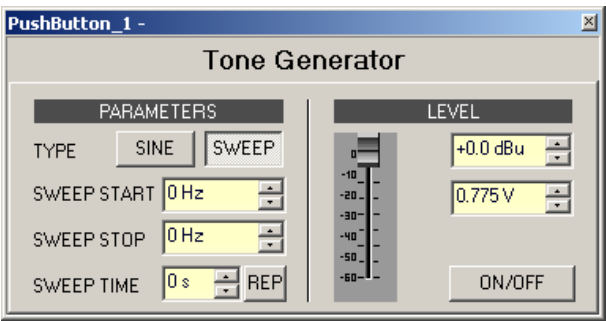 PushButton_1 -
Tone Generator
PARAMETERS
TYPE SINE SWEEP
SWEEP START 0 Hz
SWEEP STOP 0 Hz
SWEEP TIME 0 s REP
LEVEL
0
-10
-20
-30
-40
-50
-60
+0.0 dBu
0.775 V
ON/OFF